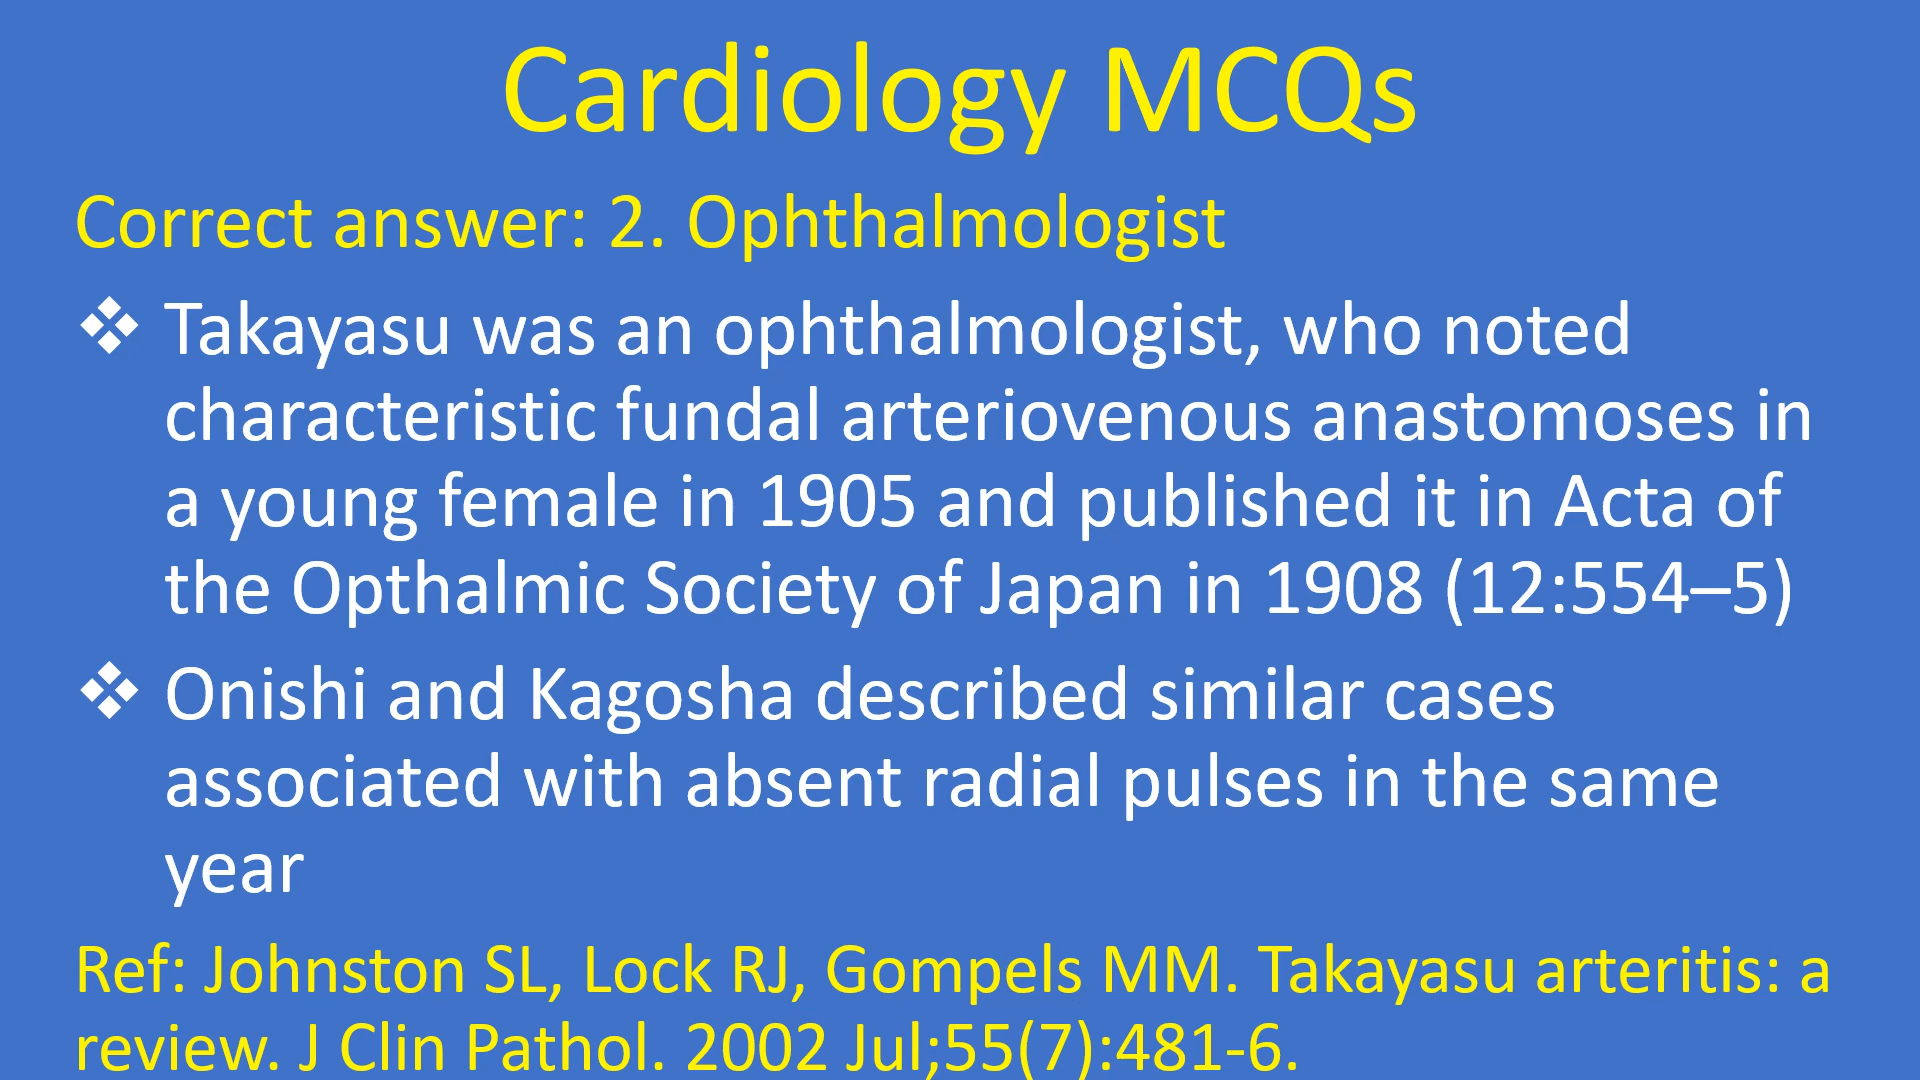 Cardiology MCQs
Correct answer: 2. Ophthalmologist
❖ Takayasu was an ophthalmologist, who noted
characteristic fundal arteriovenous anastomoses in
a young female in 1905 and published it in Acta of
the Opthalmic Society of Japan in 1908 (12:554–5)
❖ Onishi and Kagosha described similar cases
associated with absent radial pulses in the same
year
Ref: Johnston SL, Lock RJ, Gompels MM. Takayasu arteritis: a
review. J Clin Pathol. 2002 Jul;55(7):481-6.